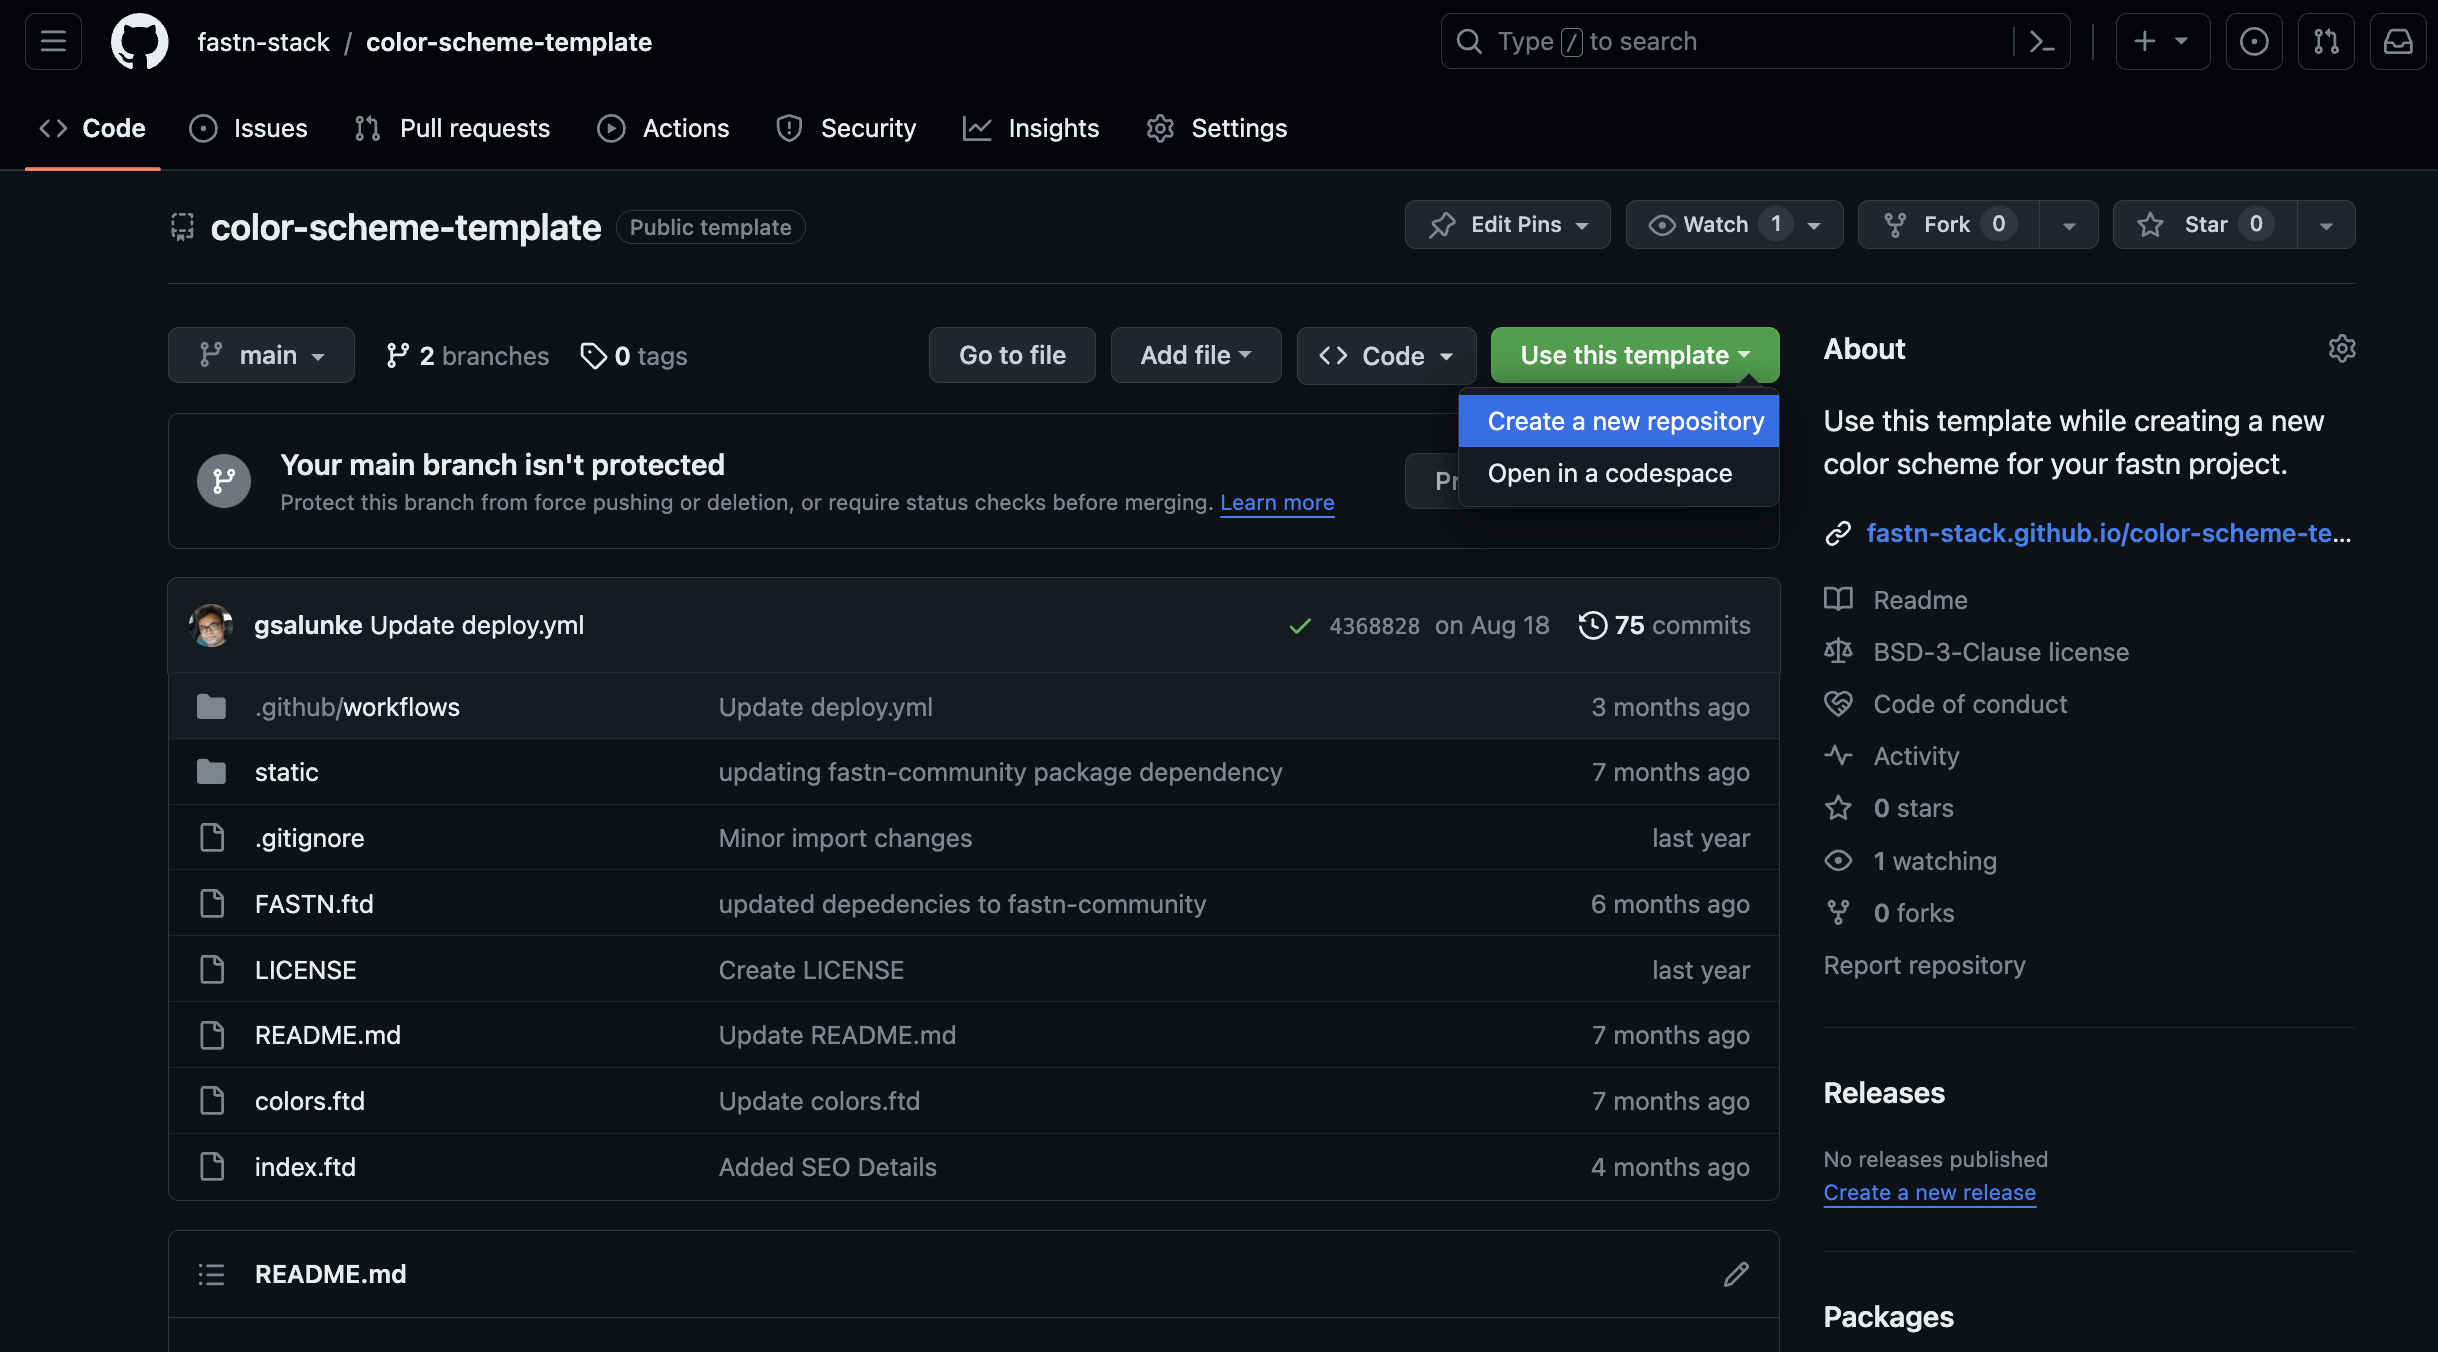 fastn-stack / color-scheme-template
Type / to search
Code Issues Pull requests Actions Security Insights Settings
color-scheme-template Public template
Edit Pins Watch 1 Fork 0 Star 0
main 2 branches 0 tags
Go to file Add file Code Use this template
Create a new repository
Open in a codespace
Your main branch isn't protected
Protect this branch from force pushing or deletion, or require status checks before merging. Learn more
gsalunke Update deploy.yml 4368828 on Aug 18 75 commits
.github/workflows Update deploy.yml 3 months ago
static updating fastn-community package dependency 7 months ago
.gitignore Minor import changes last year
FASTN.ftd updated depedencies to fastn-community 6 months ago
LICENSE Create LICENSE last year
README.md Update README.md 7 months ago
colors.ftd Update colors.ftd 7 months ago
index.ftd Added SEO Details 4 months ago
README.md
About
Use this template while creating a new
color scheme for your fastn project.
fastn-stack.github.io/color-scheme-te...
Readme
BSD-3-Clause license
Code of conduct
Activity
0 stars
1 watching
0 forks
Report repository
Releases
No releases published
Create a new release
Packages